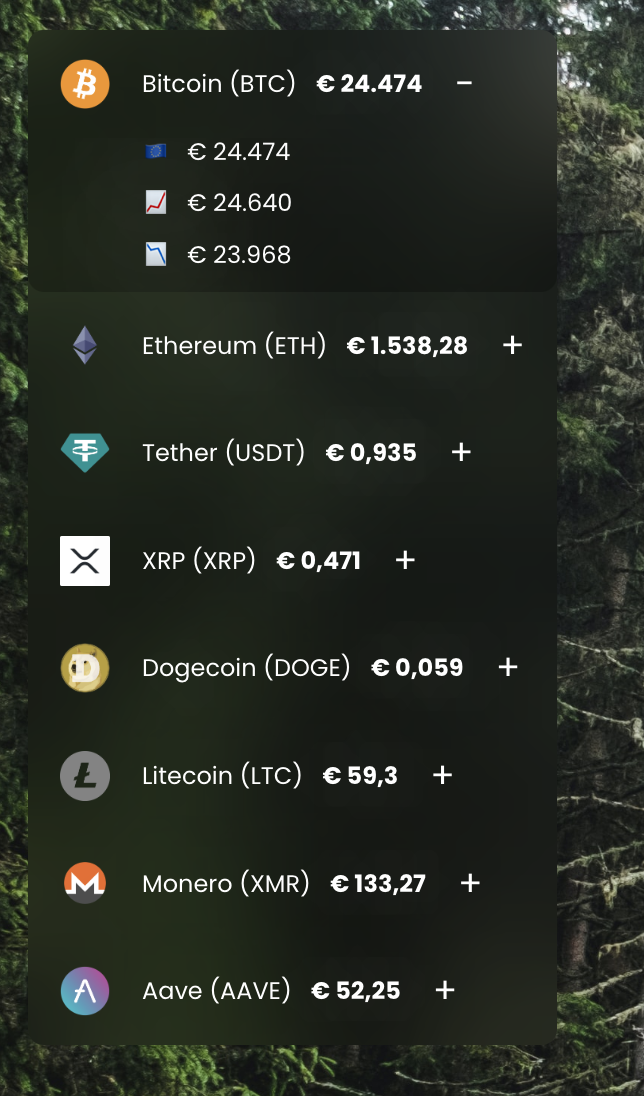 Bitcoin (BTC) € 24.474 −
€ 24.474
€ 24.640
€ 23.968
Ethereum (ETH) € 1.538,28 +
Tether (USDT) € 0,935 +
XRP (XRP) € 0,471 +
Dogecoin (DOGE) € 0,059 +
Litecoin (LTC) € 59,3 +
Monero (XMR) € 133,27 +
Aave (AAVE) € 52,25 +